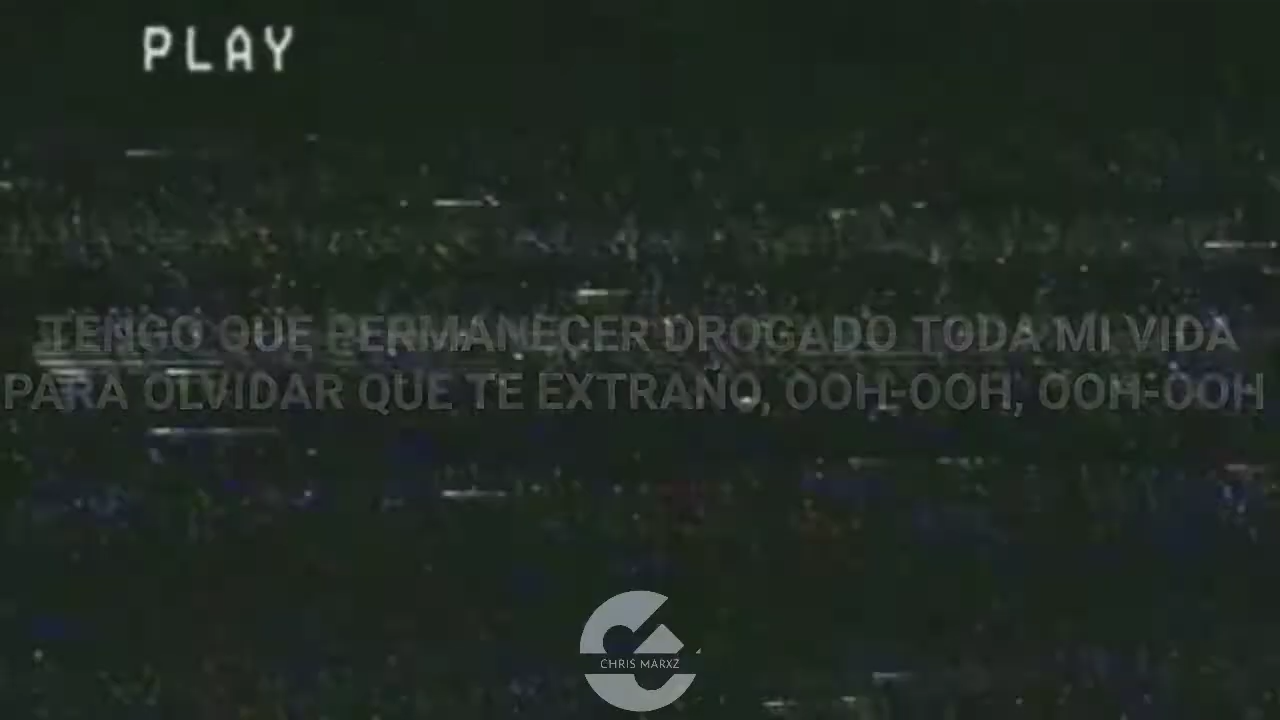 PLAY
TENGO QUE PERMANECER DROGADO TODA MI VIDA
PARA OLVIDAR QUE TE EXTRAÑO, OOH-OOH, OOH-OOH
CHRIS MARXZ